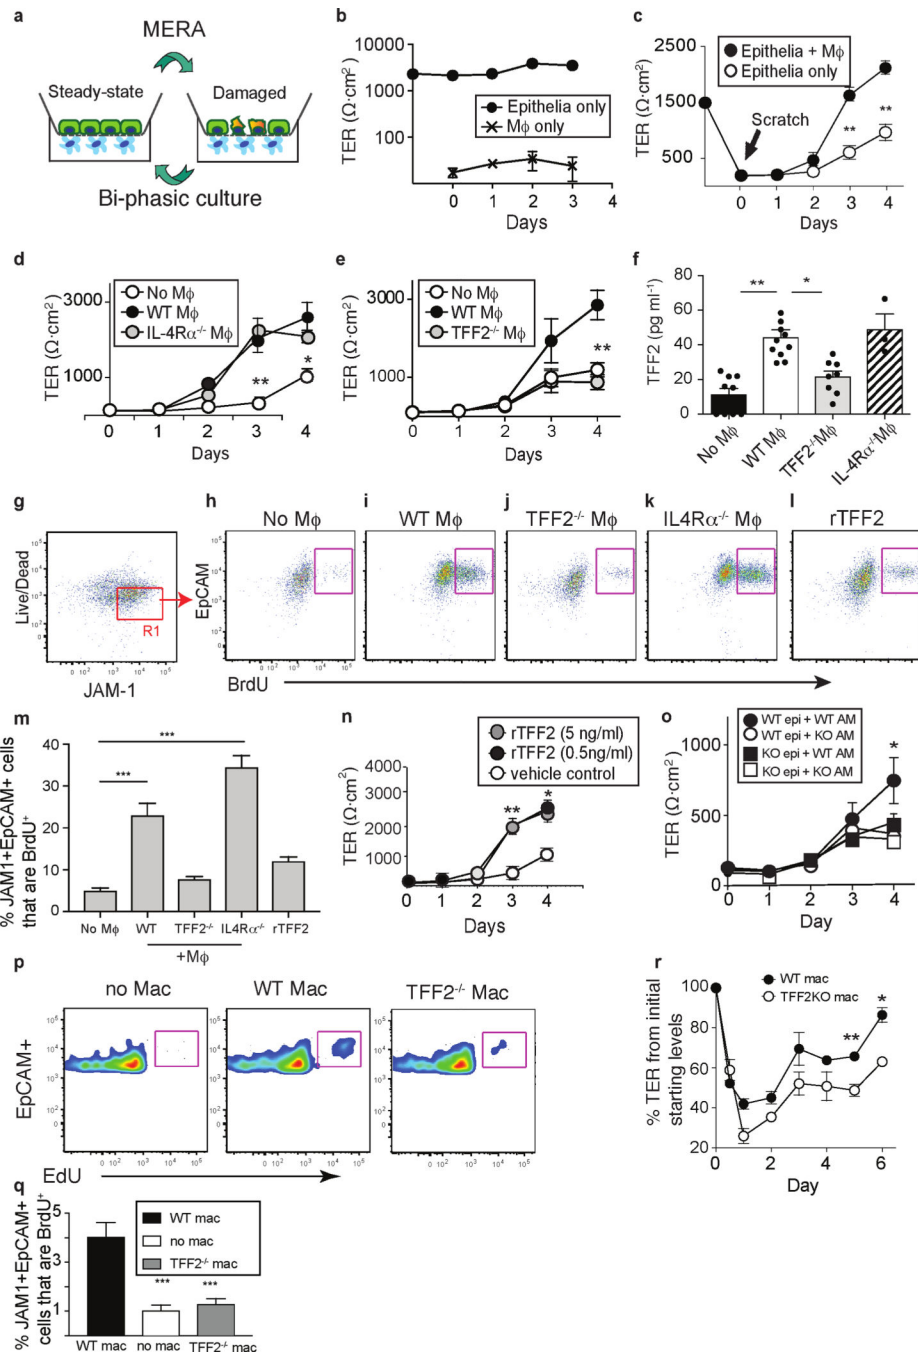 a
MERA
Steady-state
Damaged
Bi-phasic culture
b
TER (Ω·cm²)
10000
1000
100
Epithelia only
Mϕ only
0 1 2 3 4
Days
c
TER (Ω·cm²)
2500
1500
500
Epithelia + Mϕ
Epithelia only
Scratch
**
**
0 1 2 3 4
Days
d
TER (Ω·cm²)
3000
1000
No Mϕ
WT Mϕ
IL-4Rα-/- Mϕ
**
*
0 1 2 3 4
Days
e
TER (Ω·cm²)
3000
1000
No Mϕ
WT Mϕ
TFF2-/- Mϕ
**
0 1 2 3 4
Days
f
TFF2 (pg ml-1)
80
60
40
20
0
** *
No Mϕ
WT Mϕ
TFF2-/-Mϕ
IL-4Rα-/-Mϕ
g
Live/Dead
R1
JAM-1
h
No Mϕ
i
WT Mϕ
j
TFF2-/- Mϕ
k
IL4Rα-/- Mϕ
l
rTFF2
EpCAM
BrdU
m
% JAM1+EpCAM+ cells
that are BrdU+
40
30
20
10
0
***
***
No Mϕ WT TFF2-/- IL4Rα-/- rTFF2
+Mϕ
n
TER (Ω·cm²)
rTFF2 (5 ng/ml)
rTFF2 (0.5ng/ml)
vehicle control
4000
3000
2000
1000
**
*
0 1 2 3 4
Days
o
TER (Ω·cm²)
WT epi + WT AM
WT epi + KO AM
KO epi + WT AM
KO epi + KO AM
1000
500
0
*
0 1 2 3 4
Day
p
no Mac
WT Mac
TFF2-/- Mac
EpCAM+
EdU
q
% JAM1+EpCAM+
cells that are BrdU+
5
3
1
WT mac
no mac
TFF2-/- mac
*** ***
WT mac no mac TFF2-/- mac
r
% TER from initial
starting levels
100
80
60
40
20
WT mac
TFF2KO mac
**
*
0 2 4 6
Day